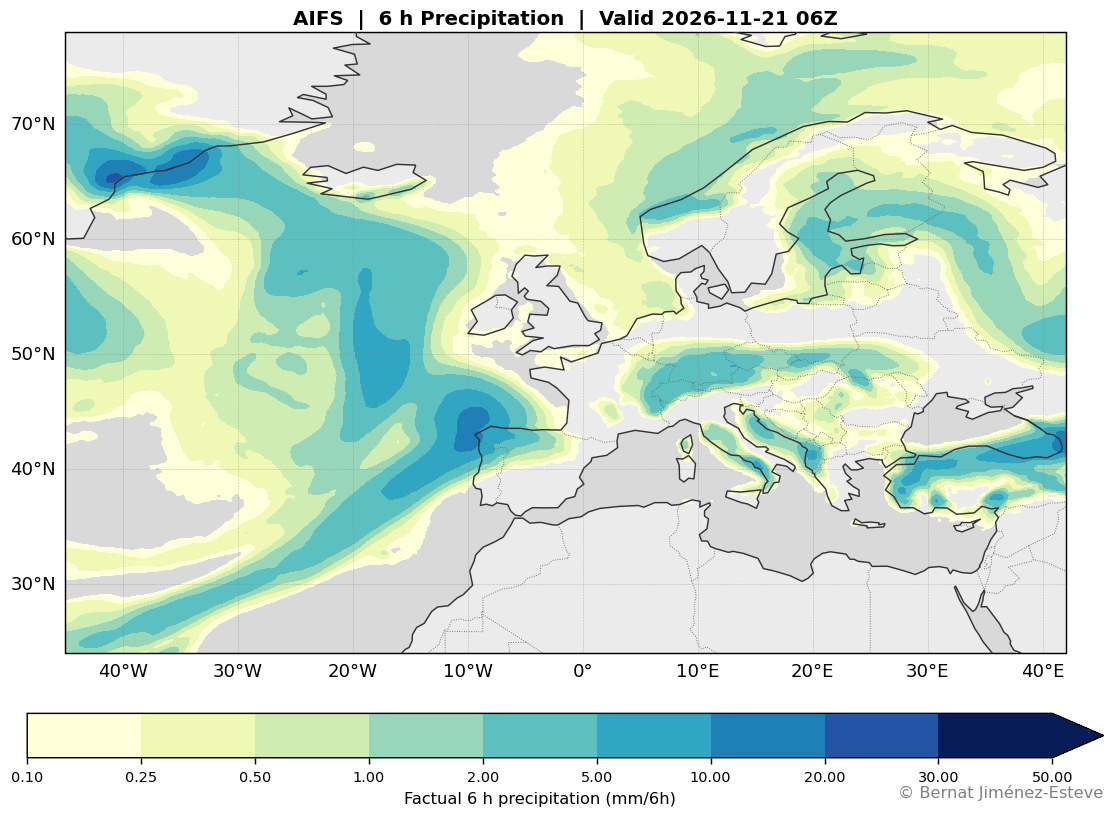 AIFS | 6 h Precipitation | Valid 2026-11-21 06Z
70°N
60°N
50°N
40°N
30°N
40°W 30°W 20°W 10°W 0° 10°E 20°E 30°E 40°E
0.10 0.25 0.50 1.00 2.00 5.00 10.00 20.00 30.00 50.00
Factual 6 h precipitation (mm/6h)
© Bernat Jiménez-Esteve